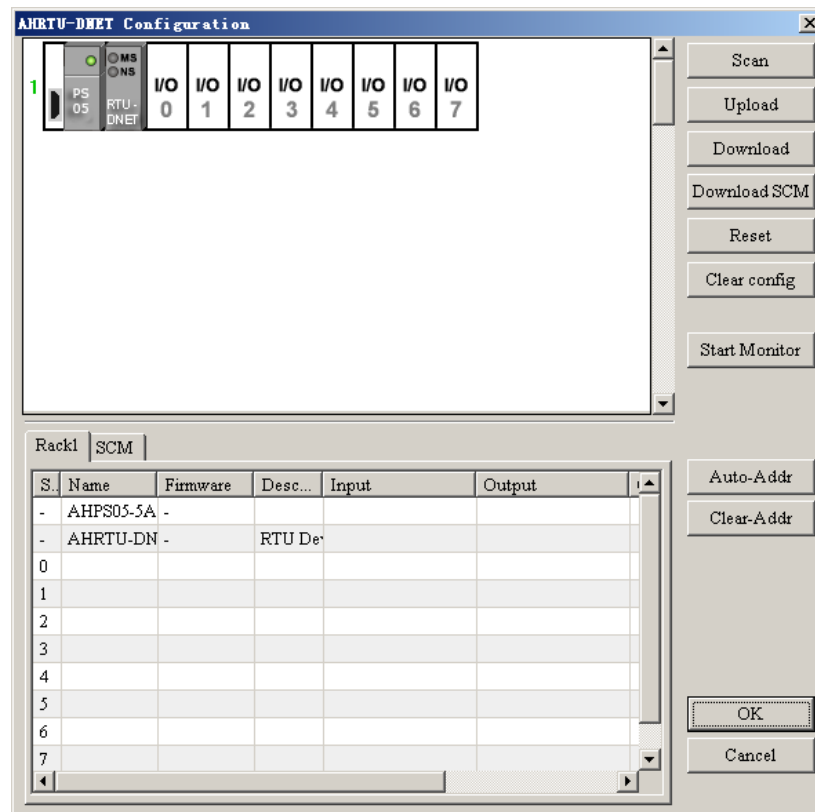 AHRTU-DNET Configuration
1
PS
05
MS
NS
RTU-
DNET
I/O 0
I/O 1
I/O 2
I/O 3
I/O 4
I/O 5
I/O 6
I/O 7
Scan
Upload
Download
Download SCM
Reset
Clear config
Start Monitor
Rack1 SCM
S.. Name Firmware Desc... Input Output
- AHPS05-5A -
- AHRTU-DN - RTU De
0
1
2
3
4
5
6
7
Auto-Addr
Clear-Addr
OK
Cancel